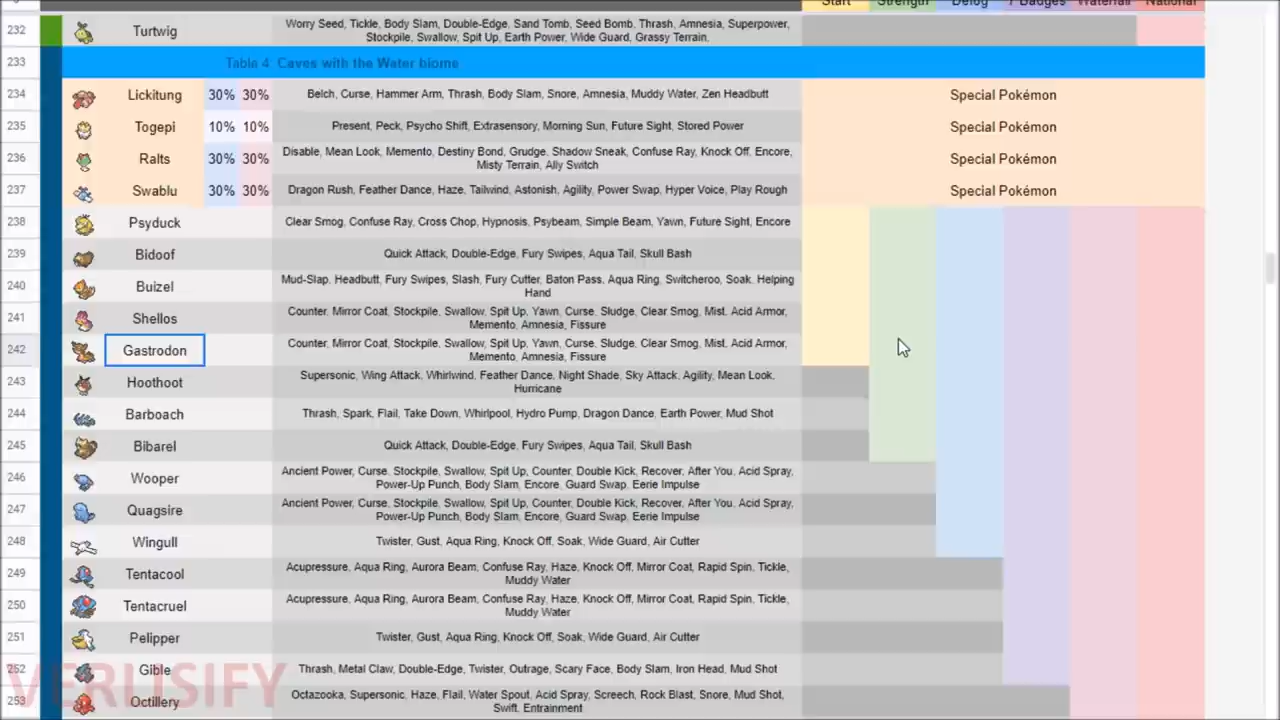 Start Strength Defog 7 Badges Waterfall National
232 Turtwig Worry Seed, Tickle, Body Slam, Double-Edge, Sand Tomb, Seed Bomb, Thrash, Amnesia, Superpower,
Stockpile, Swallow, Spit Up, Earth Power, Wide Guard, Grassy Terrain,
233 Table 4 Caves with the Water biome
234 Lickitung 30% 30% Belch, Curse, Hammer Arm, Thrash, Body Slam, Snore, Amnesia, Muddy Water, Zen Headbutt Special Pokémon
235 Togepi 10% 10% Present, Peck, Psycho Shift, Extrasensory, Morning Sun, Future Sight, Stored Power Special Pokémon
236 Ralts 30% 30% Disable, Mean Look, Memento, Destiny Bond, Grudge, Shadow Sneak, Confuse Ray, Knock Off, Encore, Special Pokémon
Misty Terrain, Ally Switch
237 Swablu 30% 30% Dragon Rush, Feather Dance, Haze, Tailwind, Astonish, Agility, Power Swap, Hyper Voice, Play Rough Special Pokémon
238 Psyduck Clear Smog, Confuse Ray, Cross Chop, Hypnosis, Psybeam, Simple Beam, Yawn, Future Sight, Encore
239 Bidoof Quick Attack, Double-Edge, Fury Swipes, Aqua Tail, Skull Bash
240 Buizel Mud-Slap, Headbutt, Fury Swipes, Slash, Fury Cutter, Baton Pass, Aqua Ring, Switcheroo, Soak, Helping
Hand
241 Shellos Counter, Mirror Coat, Stockpile, Swallow, Spit Up, Yawn, Curse, Sludge, Clear Smog, Mist, Acid Armor,
Memento, Amnesia, Fissure
242 Gastrodon Counter, Mirror Coat, Stockpile, Swallow, Spit Up, Yawn, Curse, Sludge, Clear Smog, Mist, Acid Armor,
Memento, Amnesia, Fissure
243 Hoothoot Supersonic, Wing Attack, Whirlwind, Feather Dance, Night Shade, Sky Attack, Agility, Mean Look,
Hurricane
244 Barboach Thrash, Spark, Flail, Take Down, Whirlpool, Hydro Pump, Dragon Dance, Earth Power, Mud Shot
245 Bibarel Quick Attack, Double-Edge, Fury Swipes, Aqua Tail, Skull Bash
246 Wooper Ancient Power, Curse, Stockpile, Swallow, Spit Up, Counter, Double Kick, Recover, After You, Acid Spray,
Power-Up Punch, Body Slam, Encore, Guard Swap, Eerie Impulse
247 Quagsire Ancient Power, Curse, Stockpile, Swallow, Spit Up, Counter, Double Kick, Recover, After You, Acid Spray,
Power-Up Punch, Body Slam, Encore, Guard Swap, Eerie Impulse
248 Wingull Twister, Gust, Aqua Ring, Knock Off, Soak, Wide Guard, Air Cutter
249 Tentacool Acupressure, Aqua Ring, Aurora Beam, Confuse Ray, Haze, Knock Off, Mirror Coat, Rapid Spin, Tickle,
Muddy Water
250 Tentacruel Acupressure, Aqua Ring, Aurora Beam, Confuse Ray, Haze, Knock Off, Mirror Coat, Rapid Spin, Tickle,
Muddy Water
251 Pelipper Twister, Gust, Aqua Ring, Knock Off, Soak, Wide Guard, Air Cutter
252 Gible Thrash, Metal Claw, Double-Edge, Twister, Outrage, Scary Face, Body Slam, Iron Head, Mud Shot
VERLISIFY
253 Octillery Octazooka, Supersonic, Haze, Flail, Water Spout, Acid Spray, Screech, Rock Blast, Snore, Mud Shot,
Swift, Entrainment